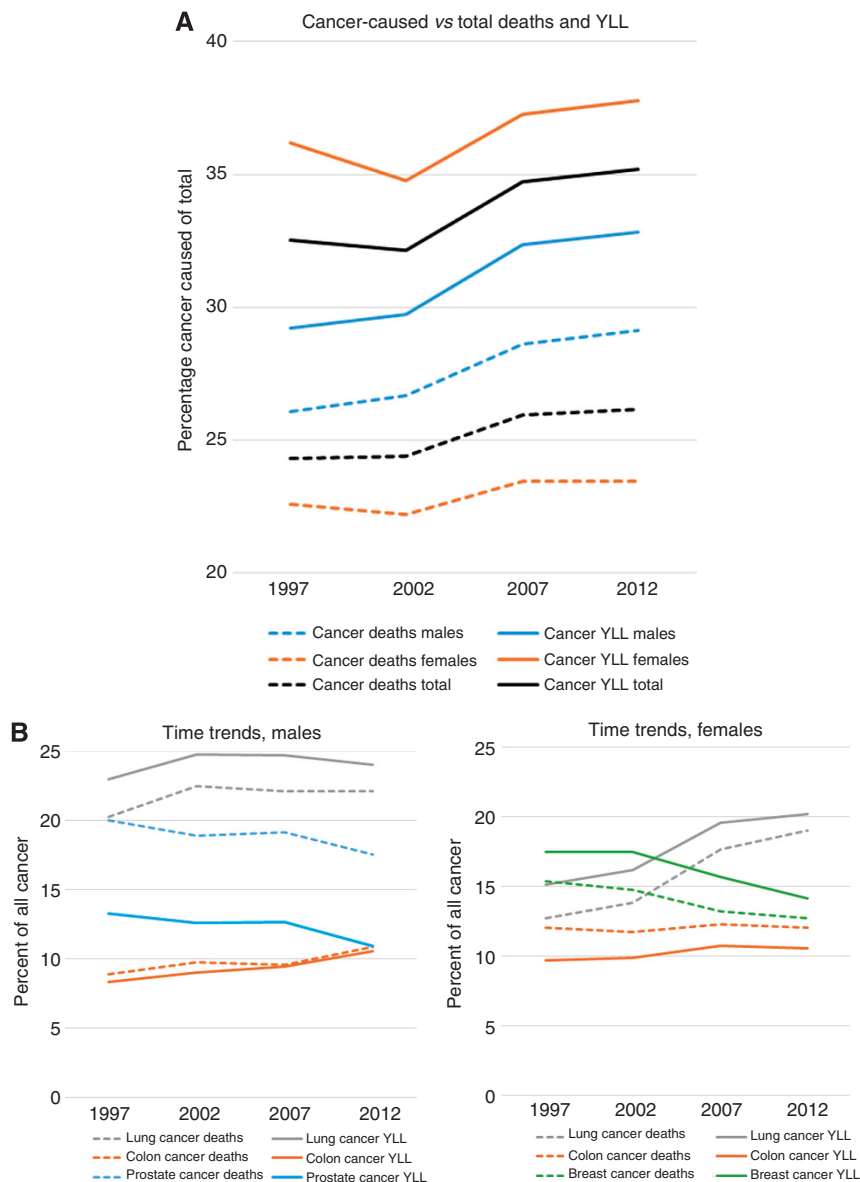 A
Cancer-caused vs total deaths and YLL
Percentage cancer caused of total
40
35
30
25
20
1997 2002 2007 2012
Cancer deaths males Cancer YLL males
Cancer deaths females Cancer YLL females
Cancer deaths total Cancer YLL total
B
Time trends, males
Percent of all cancer
25
20
15
10
5
0
1997 2002 2007 2012
Lung cancer deaths Lung cancer YLL
Colon cancer deaths Colon cancer YLL
Prostate cancer deaths Prostate cancer YLL
Time trends, females
Percent of all cancer
25
20
15
10
5
0
1997 2002 2007 2012
Lung cancer deaths Lung cancer YLL
Colon cancer deaths Colon cancer YLL
Breast cancer deaths Breast cancer YLL